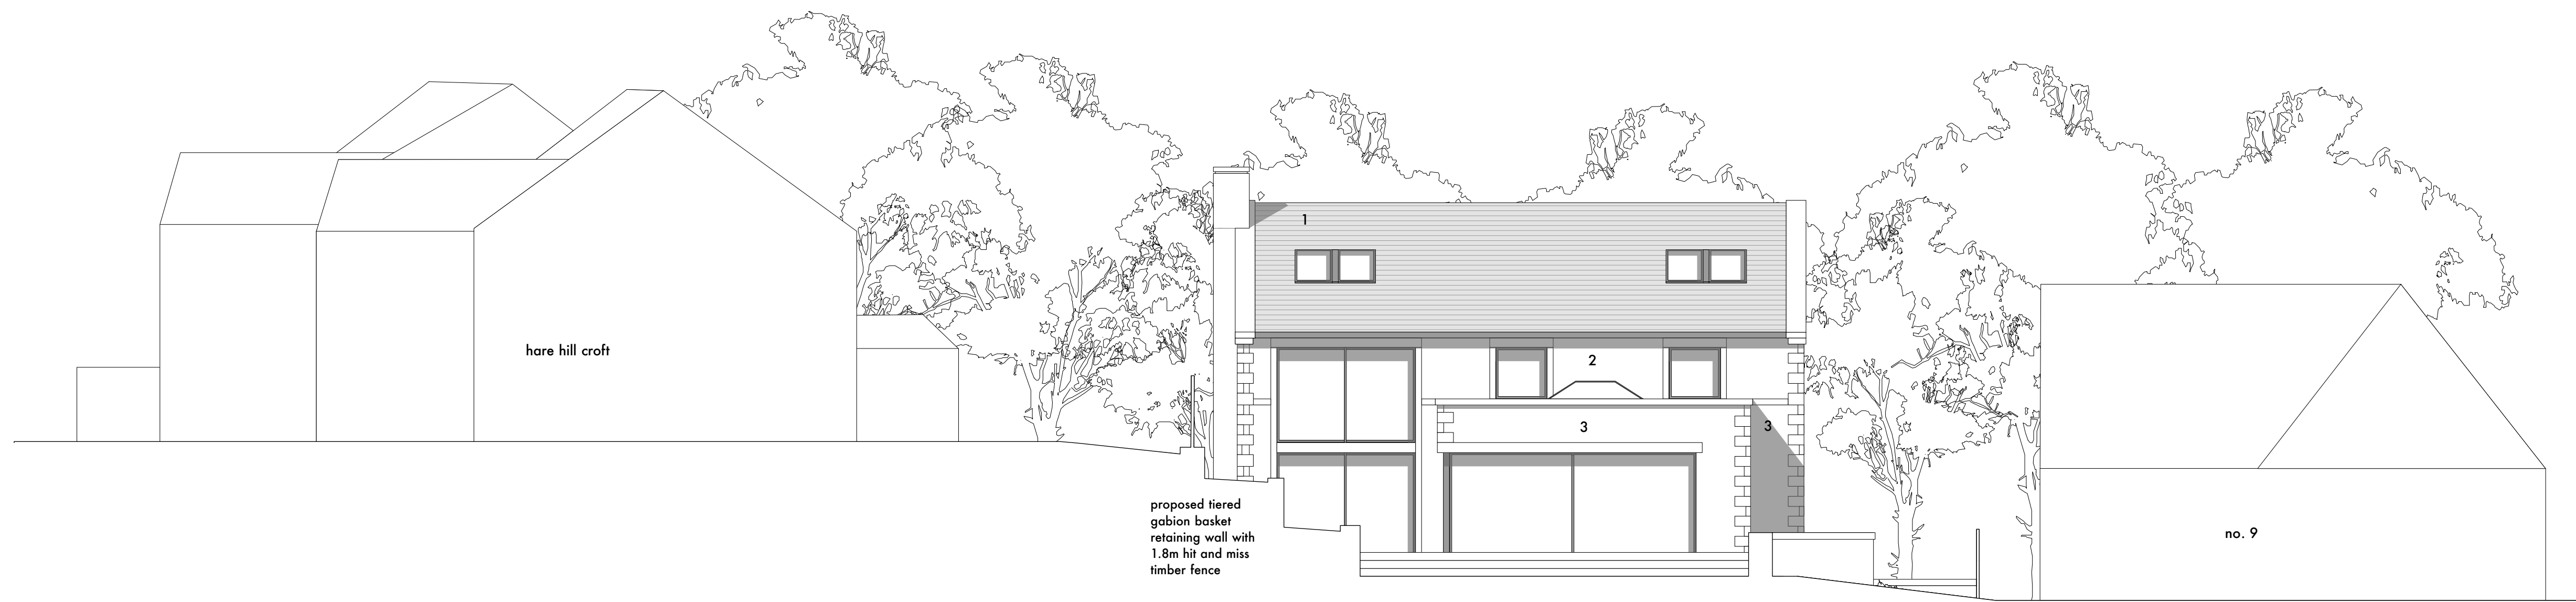 1
2
hare hill croft
3
3
proposed tiered
gabion basket
retaining wall with
1.8m hit and miss
timber fence
no. 9